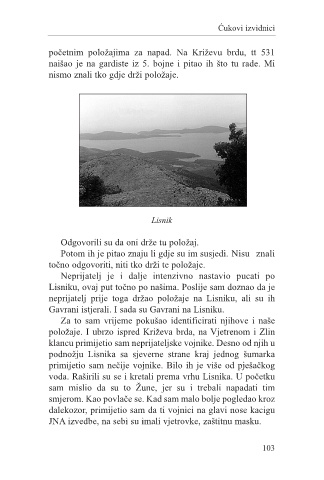 Ćukovi izvidnici
početnim položajima za napad. Na Križevu brdu, tt 531
naišao je na gardiste iz 5. bojne i pitao ih što tu rade. Mi
nismo znali tko gdje drži položaje.
Lisnik
Odgovorili su da oni drže tu položaj.
Potom ih je pitao znaju li gdje su im susjedi. Nisu znali
točno odgovoriti, niti tko drži te položaje.
Neprijatelj je i dalje intenzivno nastavio pucati po
Lisniku, ovaj put točno po našima. Poslije sam doznao da je
neprijatelj prije toga držao položaje na Lisniku, ali su ih
Gavrani istjerali. I sada su Gavrani na Lisniku.
Za to sam vrijeme pokušao identificirati njihove i naše
položaje. I ubrzo ispred Križeva brda, na Vjetrenom i Zlin
klancu primijetio sam neprijateljske vojnike. Desno od njih u
podnožju Lisnika sa sjeverne strane kraj jednog šumarka
primijetio sam nečije vojnike. Bilo ih je više od pješačkog
voda. Raširili su se i kretali prema vrhu Lisnika. U početku
sam mislio da su to Žune, jer su i trebali napadati tim
smjerom. Kao povlače se. Kad sam malo bolje pogledao kroz
dalekozor, primijetio sam da ti vojnici na glavi nose kacigu
JNA izvedbe, na sebi su imali vjetrovke, zaštitnu masku.
103